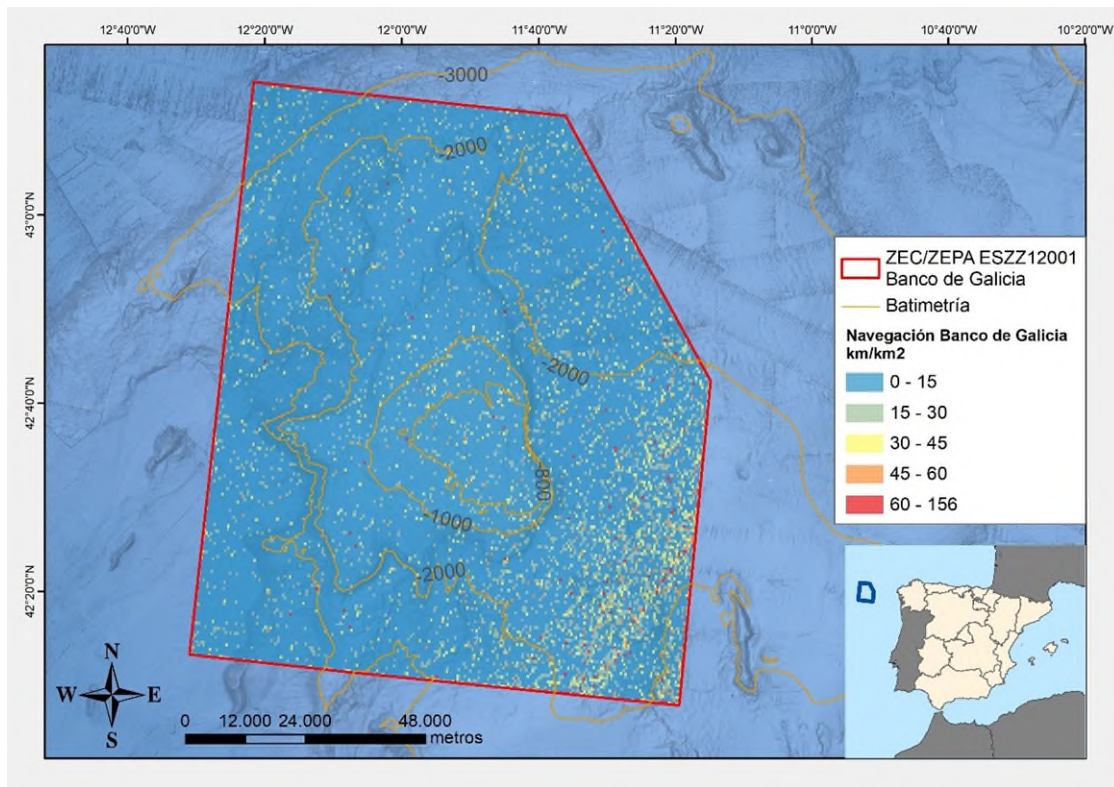 12°40'0"W 12°20'0"W 12°0'0"W 11°40'0"W 11°20'0"W 11°0'0"W 10°40'0"W 10°20'0"W
-3000
-2000
43°0'0"N
ZEC/ZEPA ESZZ12001
Banco de Galicia
Batimetría
Navegación Banco de Galicia
km/km2
0 - 15
15 - 30
30 - 45
45 - 60
60 - 156
-2000
42°40'0"N
-800
-1000
-2000
42°20'0"N
N
W E
S
0 12.000 24.000 48.000
metros